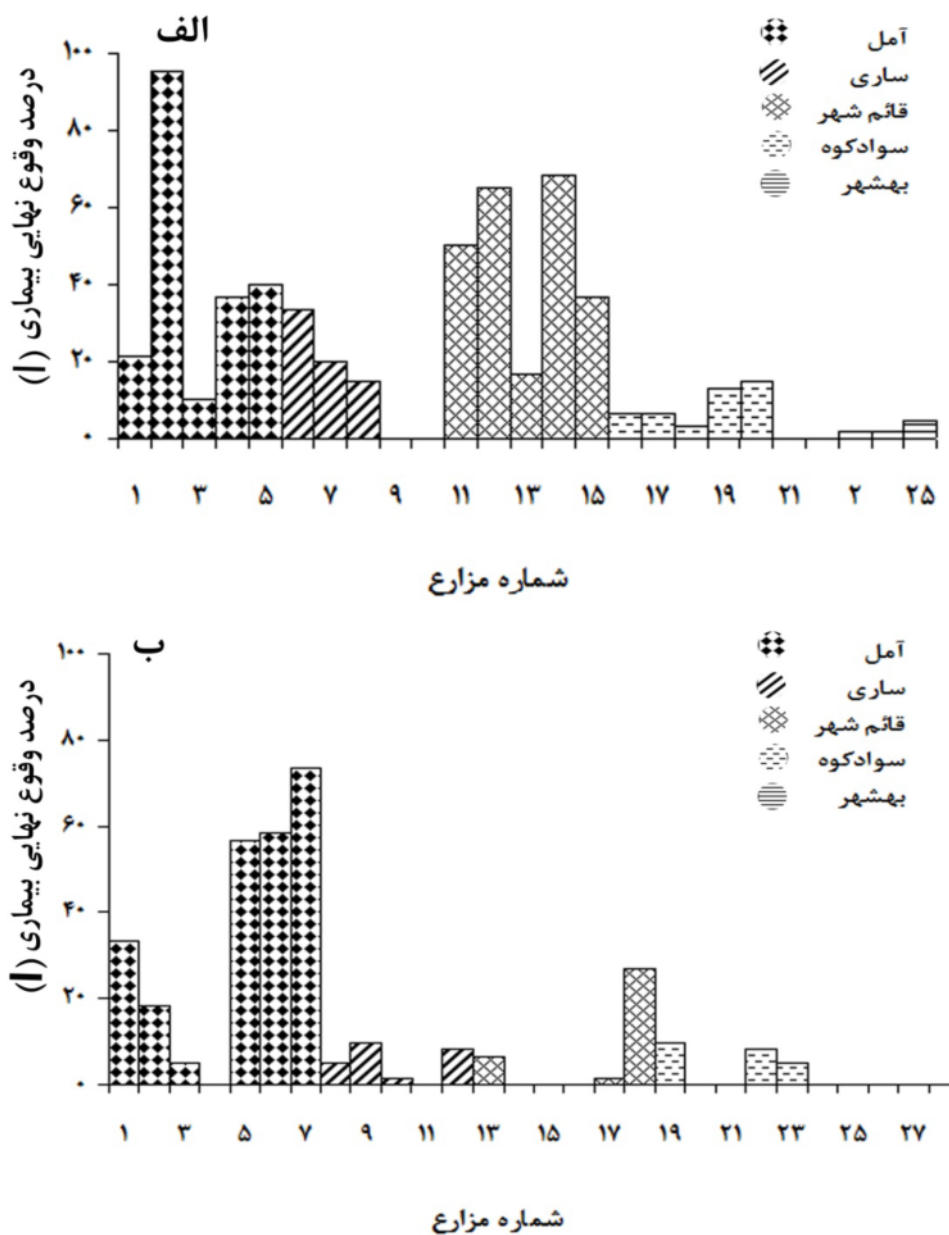 الف
آمل
ساری
قائم شهر
سوادکوه
بهشهر
درصد وقوع نهایی بیماری (I)
۱۰۰
۸۰
۶۰
۴۰
۲۰
۰
۱ ۳ ۵ ۷ ۹ ۱۱ ۱۳ ۱۵ ۱۷ ۱۹ ۲۱ ۲ ۲۵
شماره مزارع
ب
آمل
ساری
قائم شهر
سوادکوه
بهشهر
درصد وقوع نهایی بیماری (I)
۱۰۰
۸۰
۶۰
۴۰
۲۰
۰
۱ ۳ ۵ ۷ ۹ ۱۱ ۱۳ ۱۵ ۱۷ ۱۹ ۲۱ ۲۳ ۲۵ ۲۷
شماره مزارع